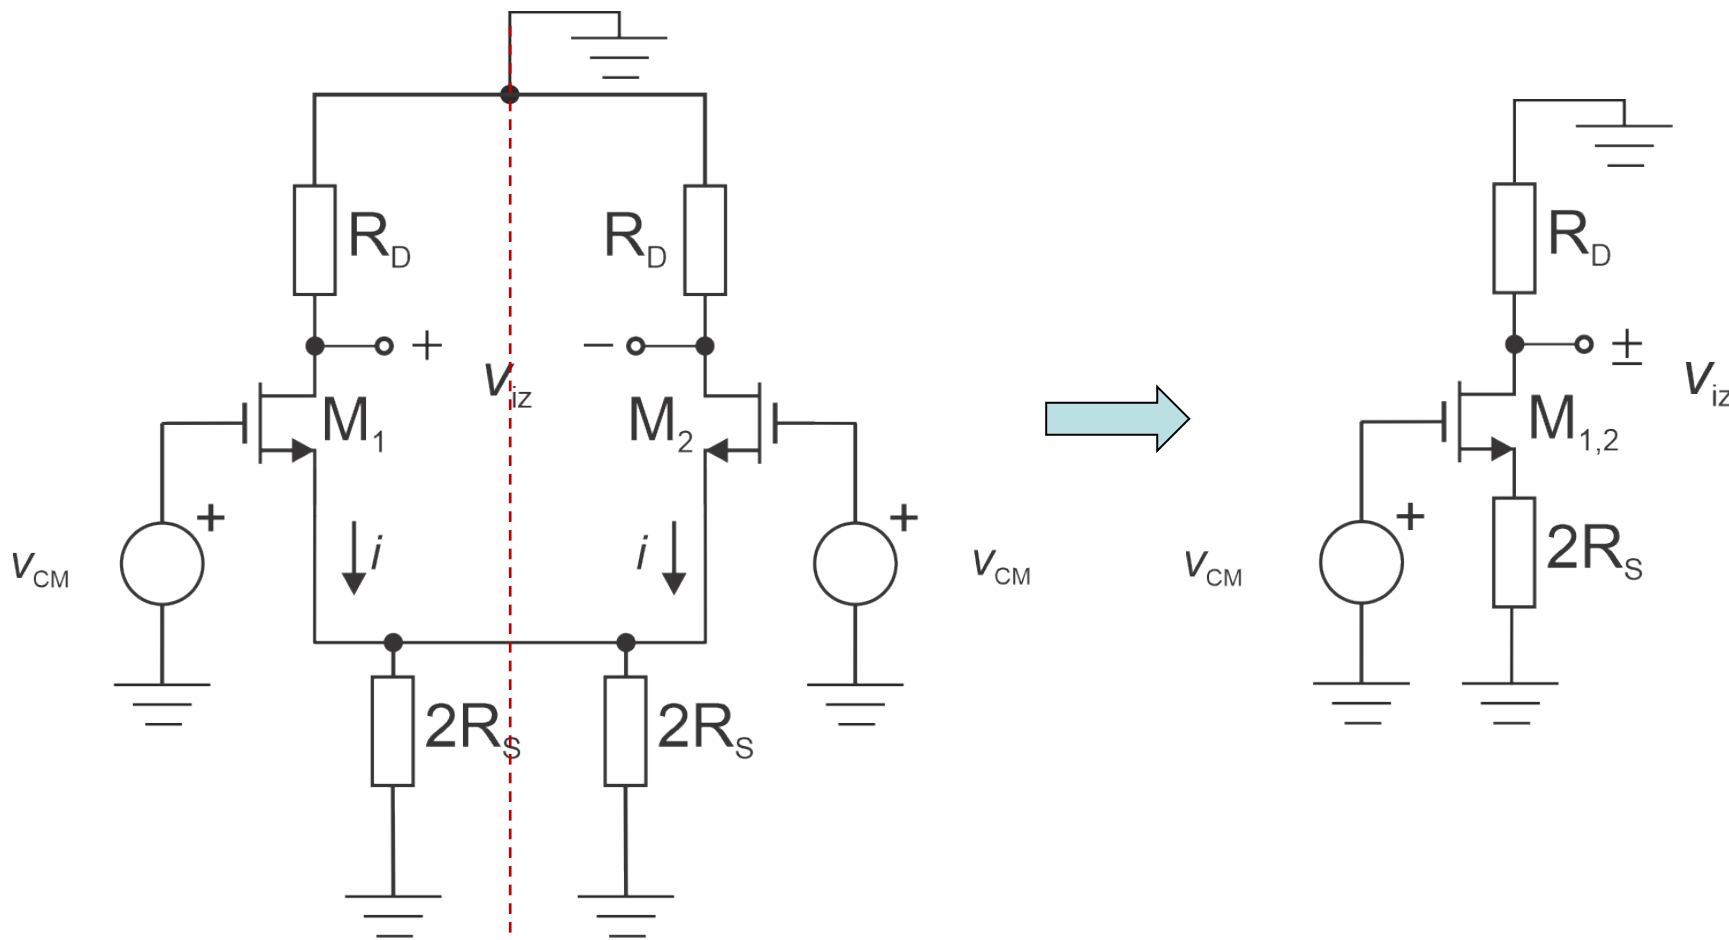 R_D R_D
+ − v_iz
M_1 M_2
+ +
i i
v_CM v_CM
2R_S 2R_S
R_D
± v_iz
M_1,2
+
v_CM
2R_S